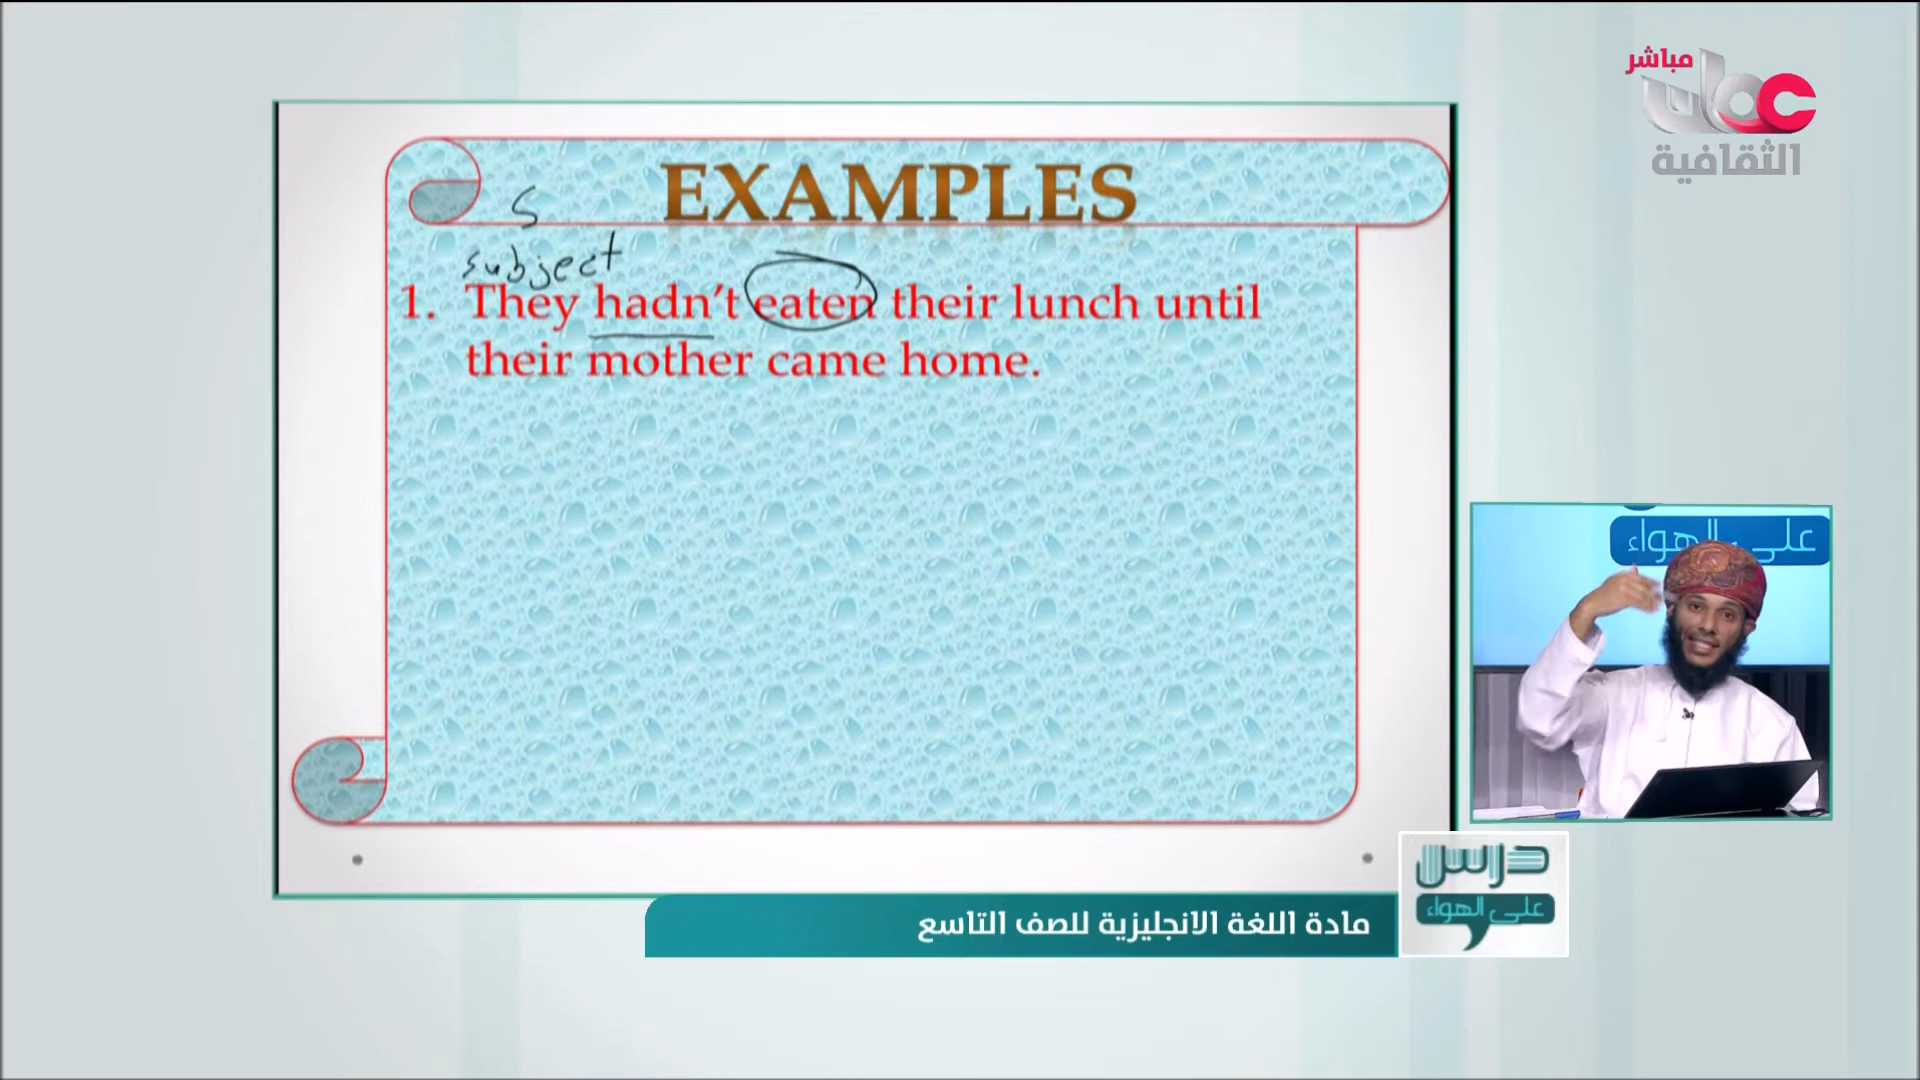 مباشر
عمان
الثقافية
EXAMPLES
S
subject
1. They hadn't eaten their lunch until
their mother came home.
على الهواء
درس
على الهواء
مادة اللغة الانجليزية للصف التاسع